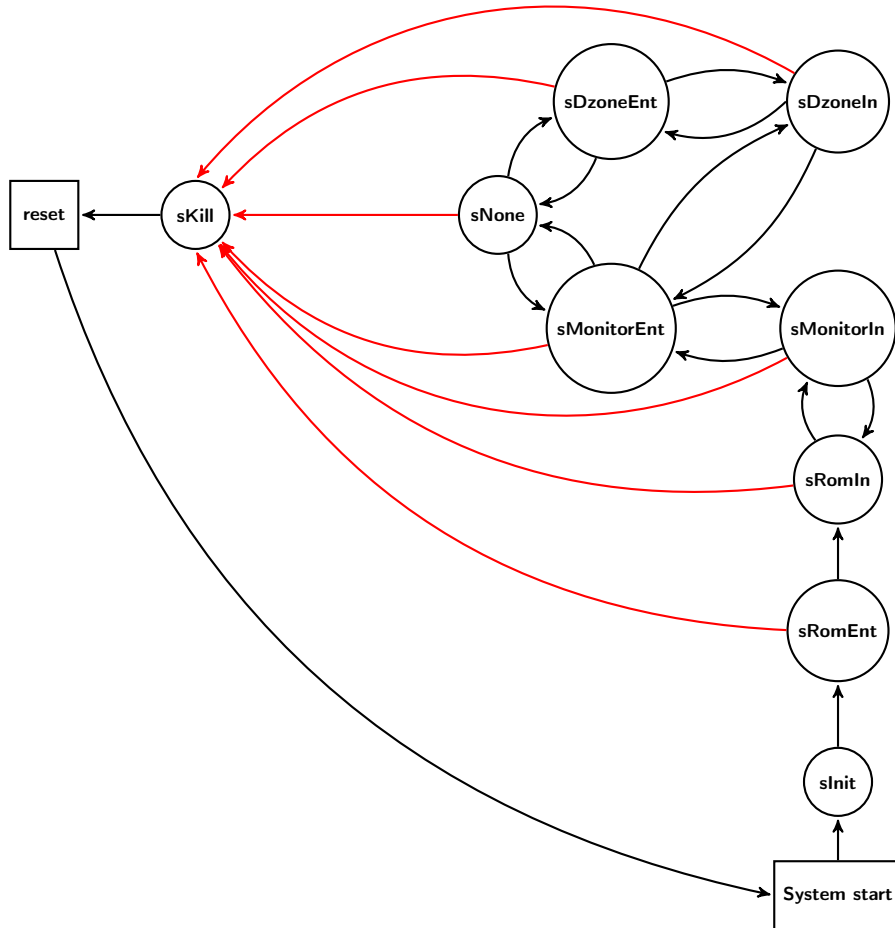 sDzoneEnt
sDzoneIn
reset
sKill
sNone
sMonitorEnt
sMonitorIn
sRomIn
sRomEnt
sInit
System start